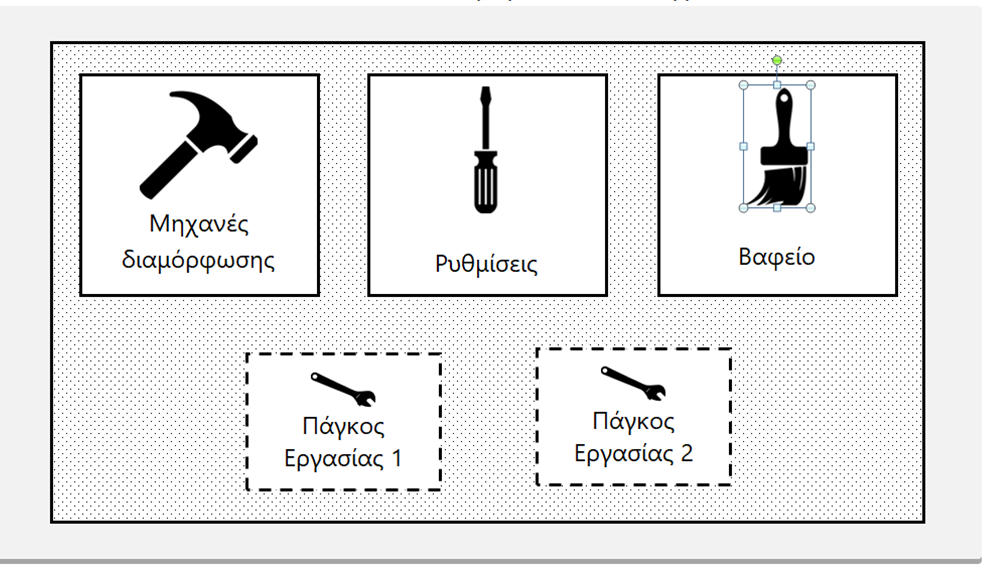 Μηχανές
διαμόρφωσης
Ρυθμίσεις
Βαφείο
Πάγκος
Εργασίας 1
Πάγκος
Εργασίας 2